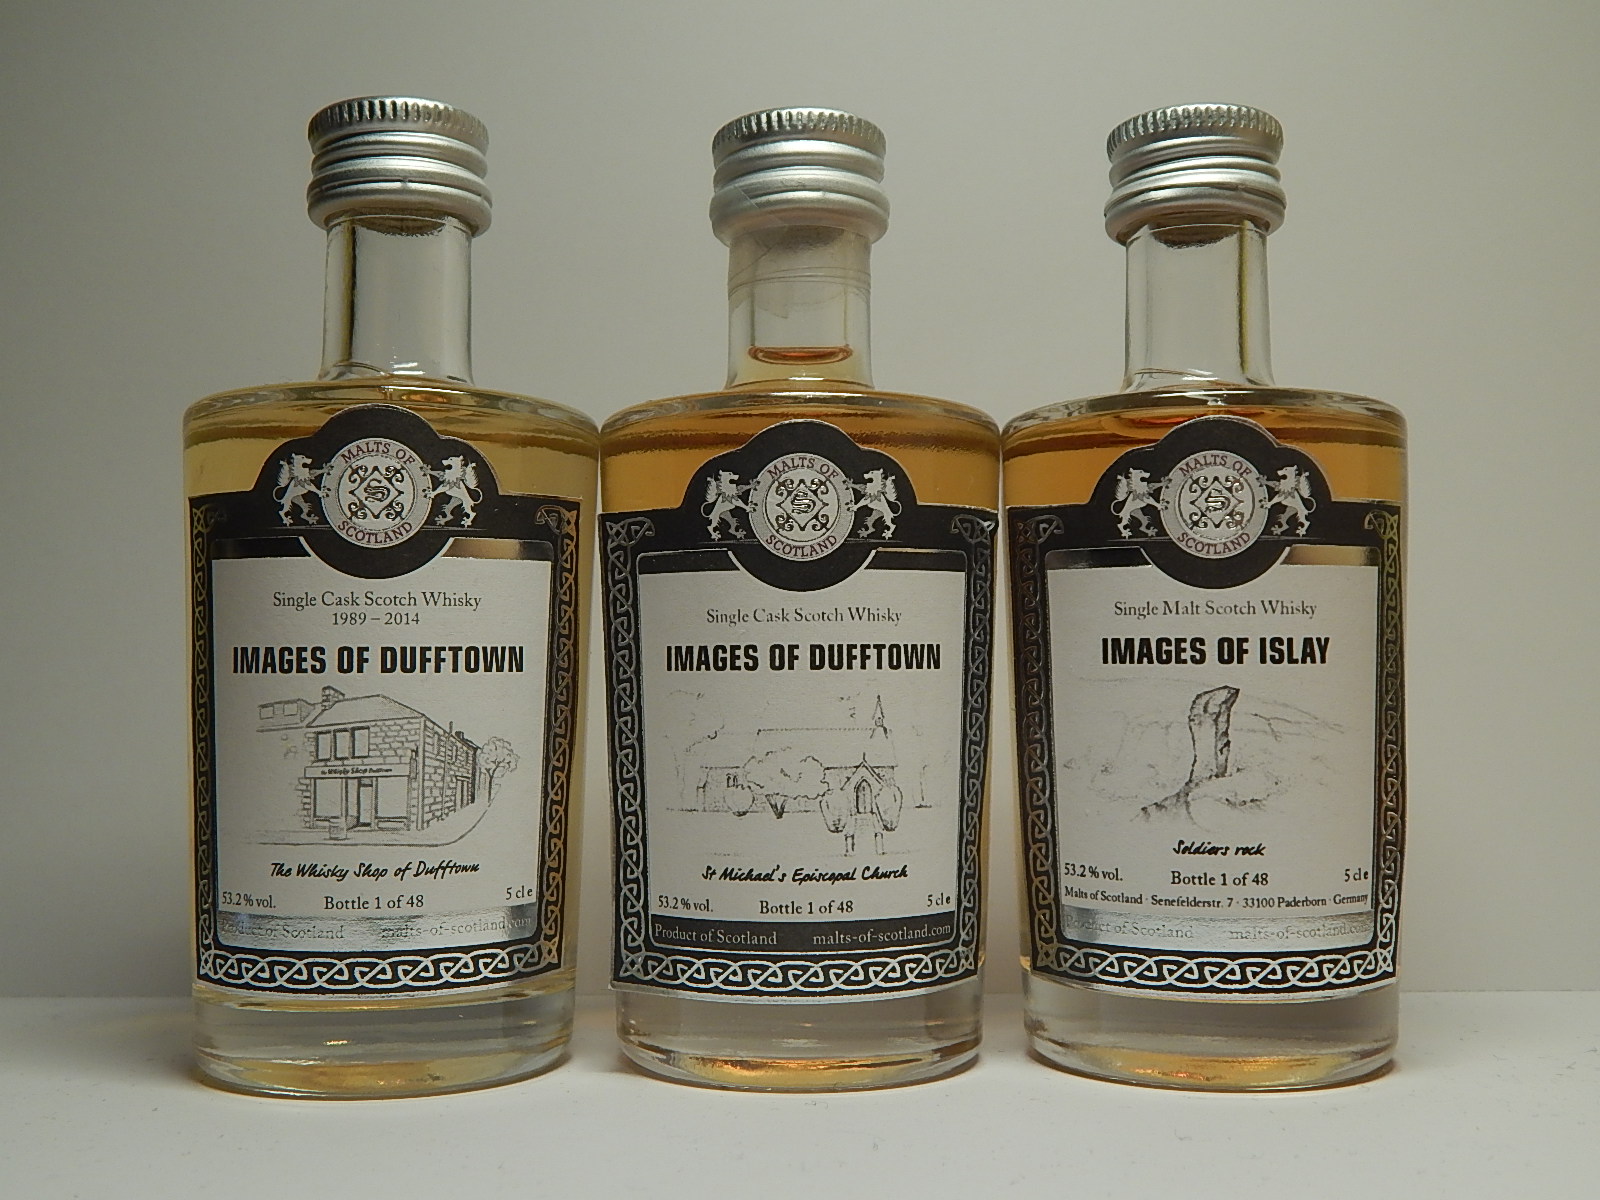 MALTS OF
SCOTLAND
Single Cask Scotch Whisky
1989 – 2014
IMAGES OF DUFFTOWN
The Whisky Shop Dufftown
The Whisky Shop of Dufftown
53.2 % vol.
Bottle 1 of 48
5 cl e
Product of Scotland
malts-of-scotland.com
MALTS OF
S
SCOTLAND
Single Cask Scotch Whisky
IMAGES OF DUFFTOWN
St Michael's Episcopal Church
53.2 % vol.
Bottle 1 of 48
5 cl e
Product of Scotland
malts-of-scotland.com
MALTS OF
S
SCOTLAND
Single Malt Scotch Whisky
IMAGES OF ISLAY
Soldiers rock
53.2 % vol.
Bottle 1 of 48
5 cl e
Malts of Scotland · Senefelderstr. 7 · 33100 Paderborn · Germany
Product of Scotland
malts-of-scotland.com